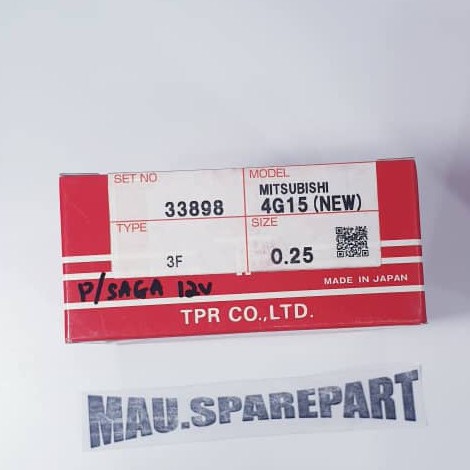 SET NO
33898
MODEL
MITSUBISHI
4G15 (NEW)
TYPE
3F
SIZE
0.25
MADE IN JAPAN
P/SAGA 12V
TPR CO.,LTD.
MAU.SPAREPART